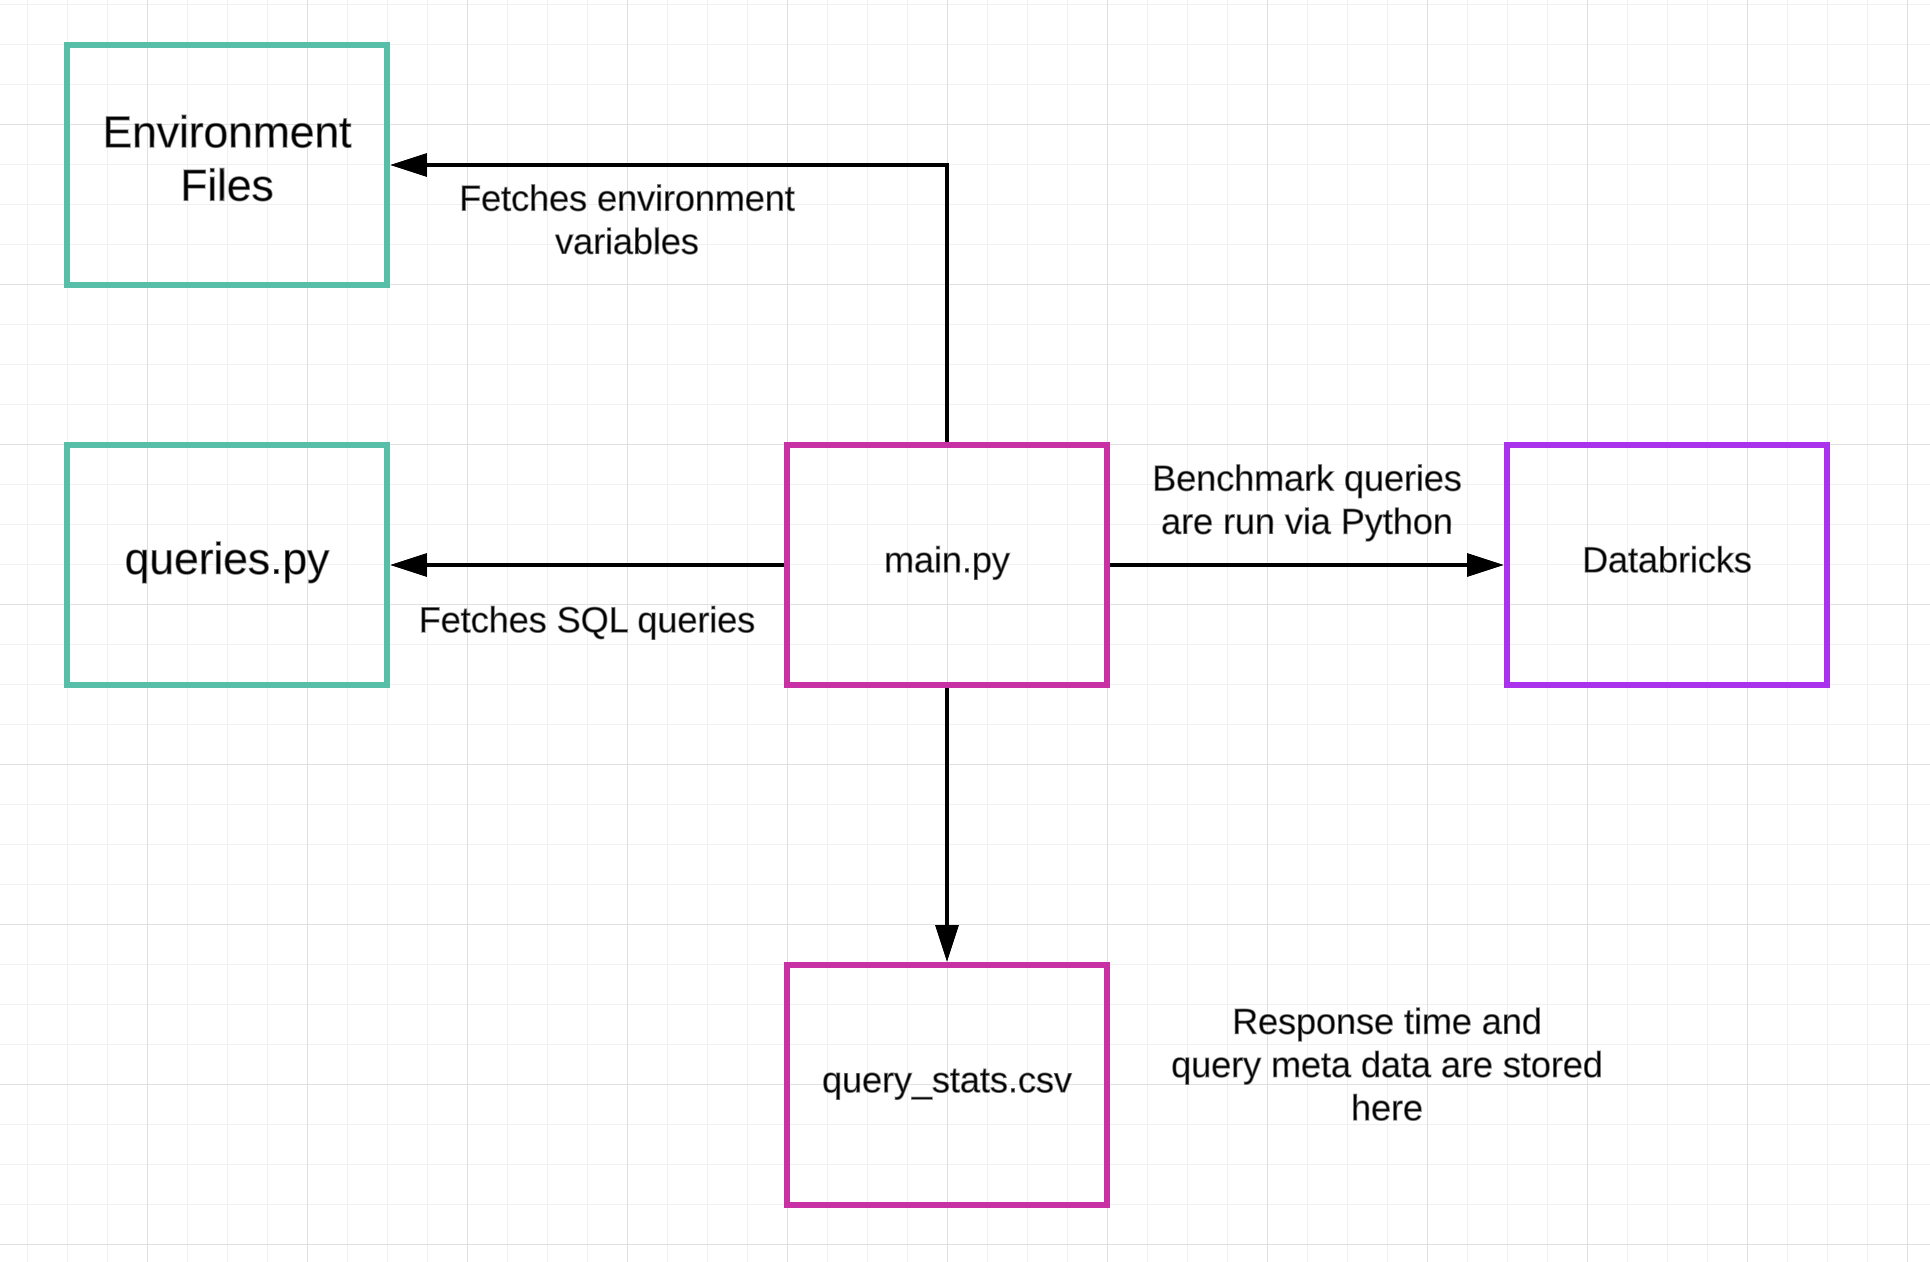 Environment
Files
Fetches environment
variables
queries.py
Fetches SQL queries
main.py
Benchmark queries
are run via Python
Databricks
query_stats.csv
Response time and
query meta data are stored
here